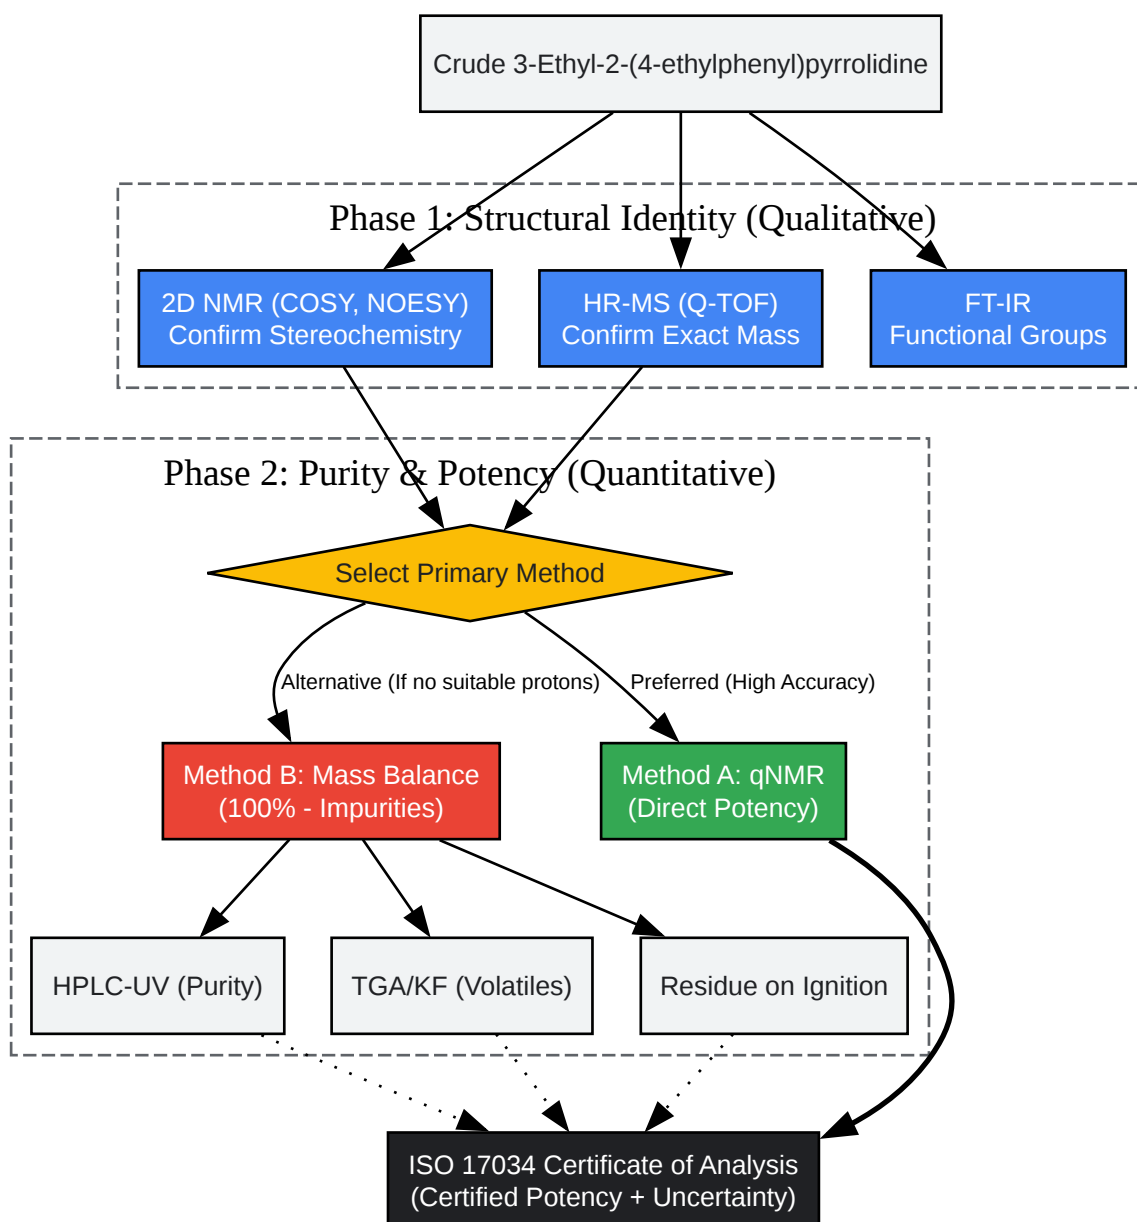 Crude 3-Ethyl-2-(4-ethylphenyl)pyrrolidine
Phase 1: Structural Identity (Qualitative)
2D NMR (COSY, NOESY)
Confirm Stereochemistry
HR-MS (Q-TOF)
Confirm Exact Mass
FT-IR
Functional Groups
Phase 2: Purity & Potency (Quantitative)
Select Primary Method
Alternative (If no suitable protons)
Preferred (High Accuracy)
Method B: Mass Balance
(100% - Impurities)
Method A: qNMR
(Direct Potency)
HPLC-UV (Purity)
TGA/KF (Volatiles)
Residue on Ignition
ISO 17034 Certificate of Analysis
(Certified Potency + Uncertainty)